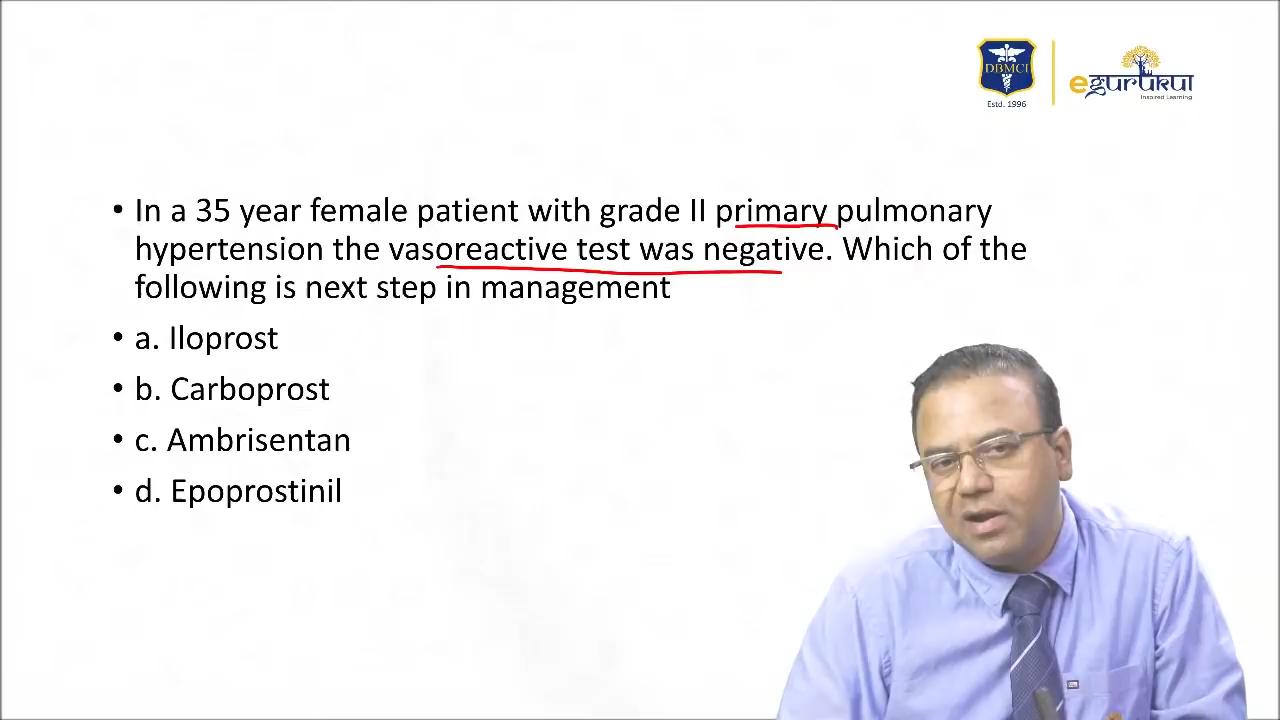 DBMCI
Estd. 1996
egurukul
Inspired Learning
• In a 35 year female patient with grade II primary pulmonary
hypertension the vasoreactive test was negative. Which of the
following is next step in management
• a. Iloprost
• b. Carboprost
• c. Ambrisentan
• d. Epoprostinil